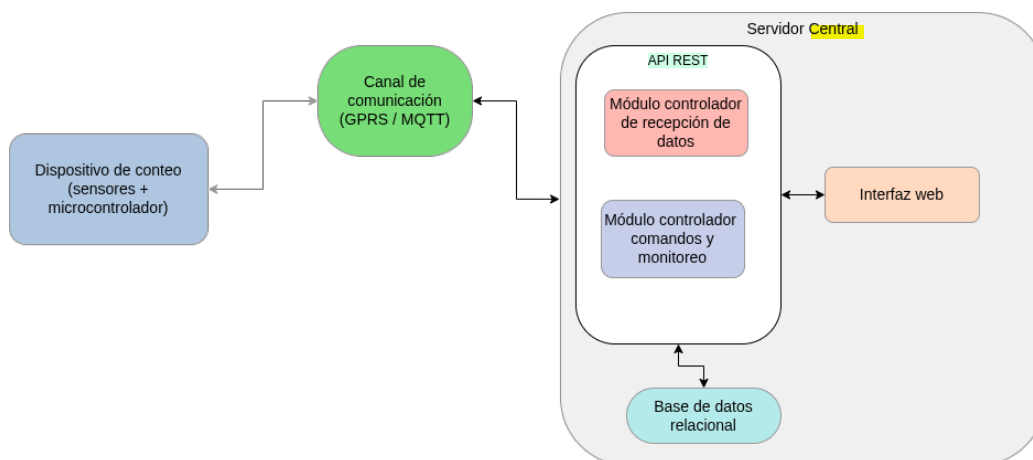 Servidor Central
API REST
Módulo controlador
de recepción de
datos
Módulo controlador
comandos y
monitoreo
Canal de
comunicación
(GPRS / MQTT)
Dispositivo de conteo
(sensores +
microcontrolador)
Interfaz web
Base de datos
relacional